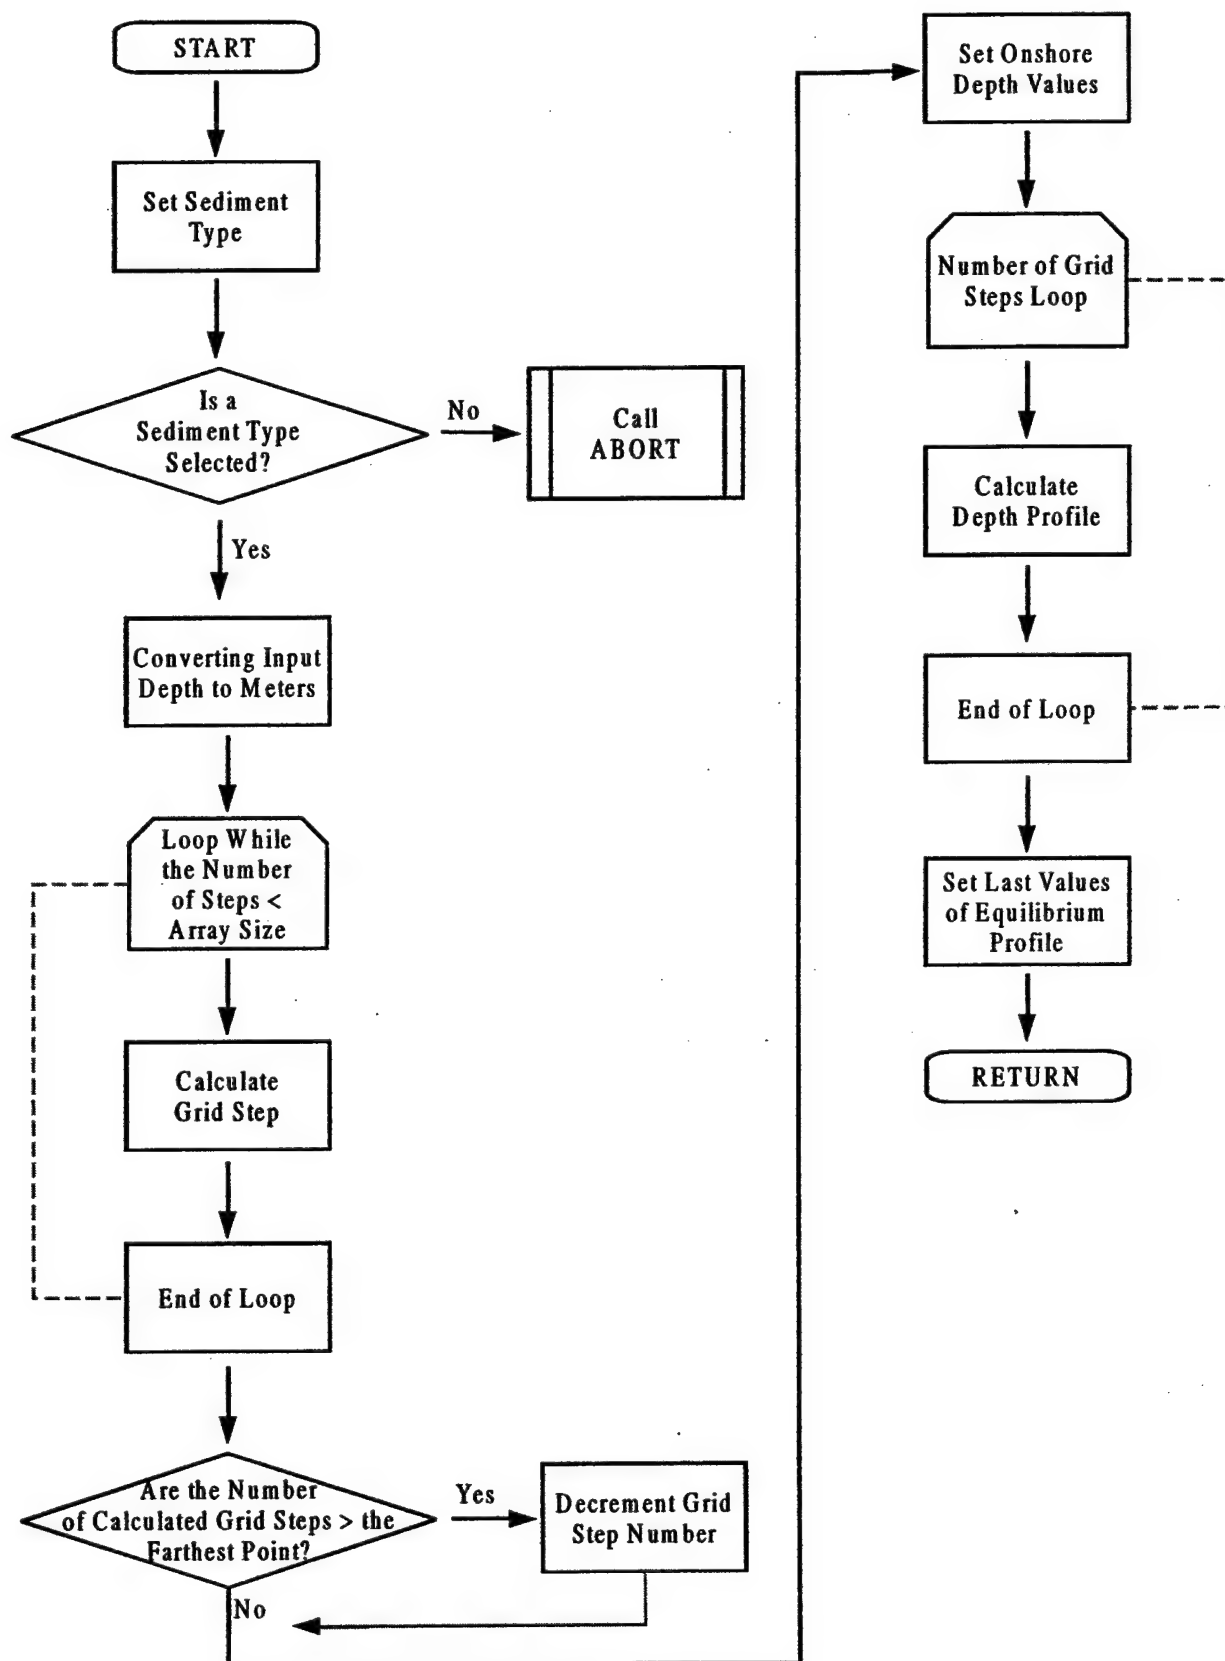 START
Set Sediment
Type
Is a
Sediment Type
Selected?
No
Call
ABORT
Yes
Converting Input
Depth to Meters
Loop While
the Number
of Steps <
Array Size
Calculate
Grid Step
End of Loop
Are the Number
of Calculated Grid Steps > the
Farthest Point?
Yes
Decrement Grid
Step Number
No
Set Onshore
Depth Values
Number of Grid
Steps Loop
Calculate
Depth Profile
End of Loop
Set Last Values
of Equilibrium
Profile
RETURN